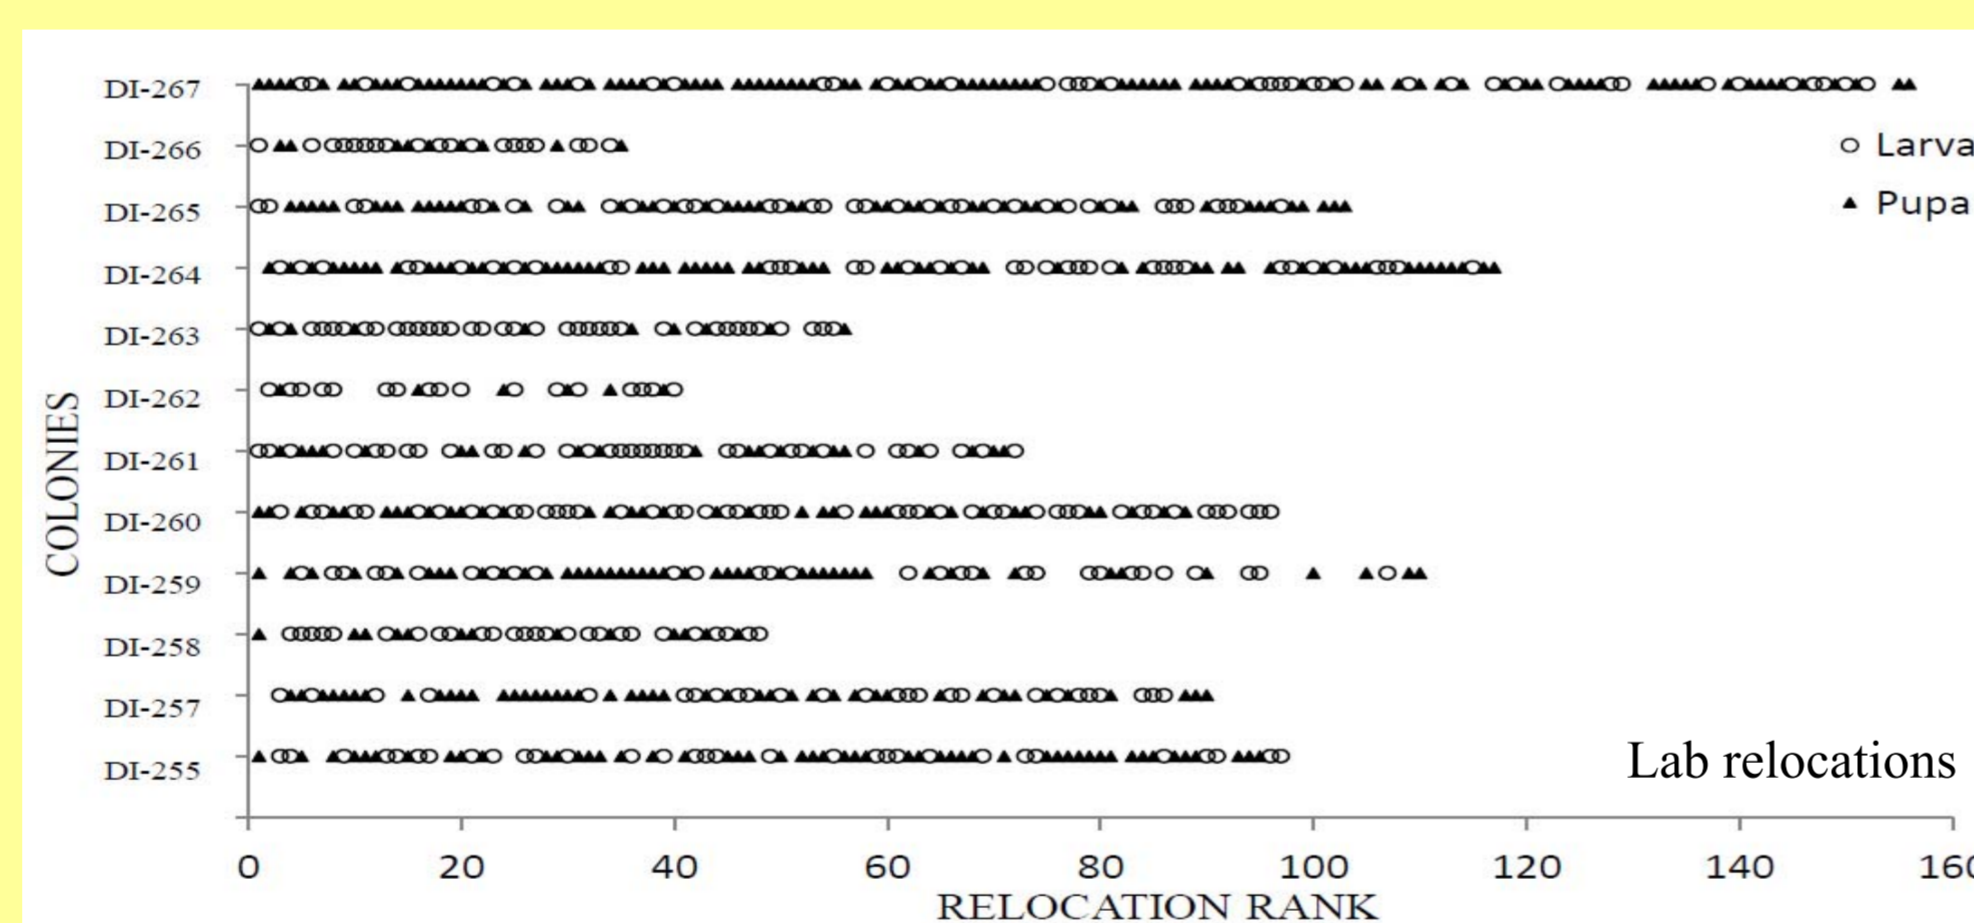 DI-267
DI-266
Larva
DI-265
Pupa
DI-264
DI-263
DI-262
DI-261
DI-260
DI-259
DI-258
DI-257
DI-255
COLONIES
Lab relocations
0 20 40 60 80 100 120 140 160
RELOCATION RANK